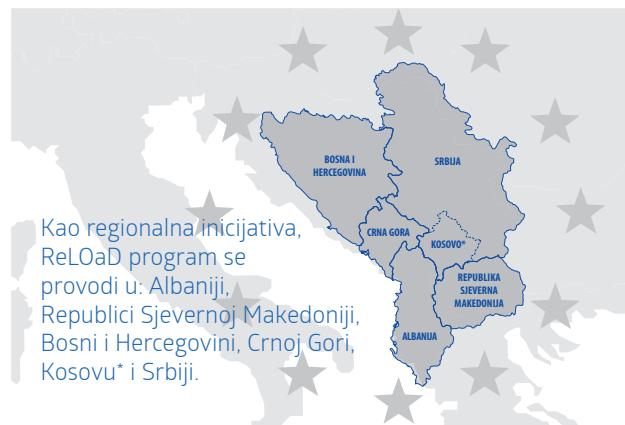 BOSNA I
HERCEGOVINA
SRBIJA
CRNA GORA
KOSOVO*
REPUBLIKA
SJEVERNA
MAKEDONIJA
ALBANIJA
Kao regionalna inicijativa,
ReLOaD program se
provodi u: Albaniji,
Republici Sjevernoj Makedoniji,
Bosni i Hercegovini, Crnoj Gori,
Kosovu* i Srbiji.